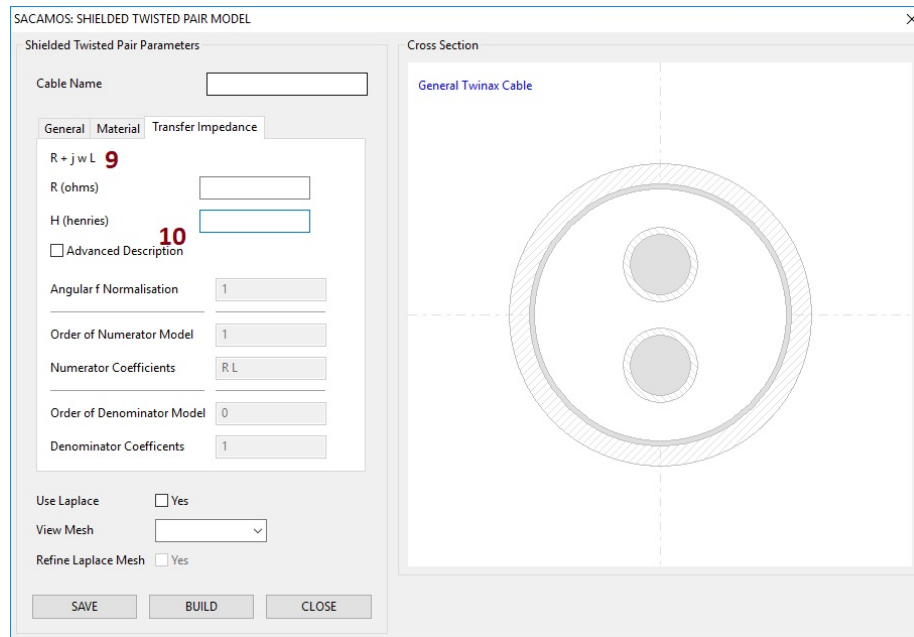 SACAMOS: SHIELDED TWISTED PAIR MODEL
Shielded Twisted Pair Parameters
Cable Name
General Material Transfer Impedance
R + j w L 9
R (ohms)
H (henries)
10
Advanced Description
Angular f Normalisation 1
Order of Numerator Model 1
Numerator Coefficients R L
Order of Denominator Model 0
Denominator Coefficents 1
Use Laplace Yes
View Mesh
Refine Laplace Mesh Yes
SAVE BUILD CLOSE
Cross Section
General Twinax Cable